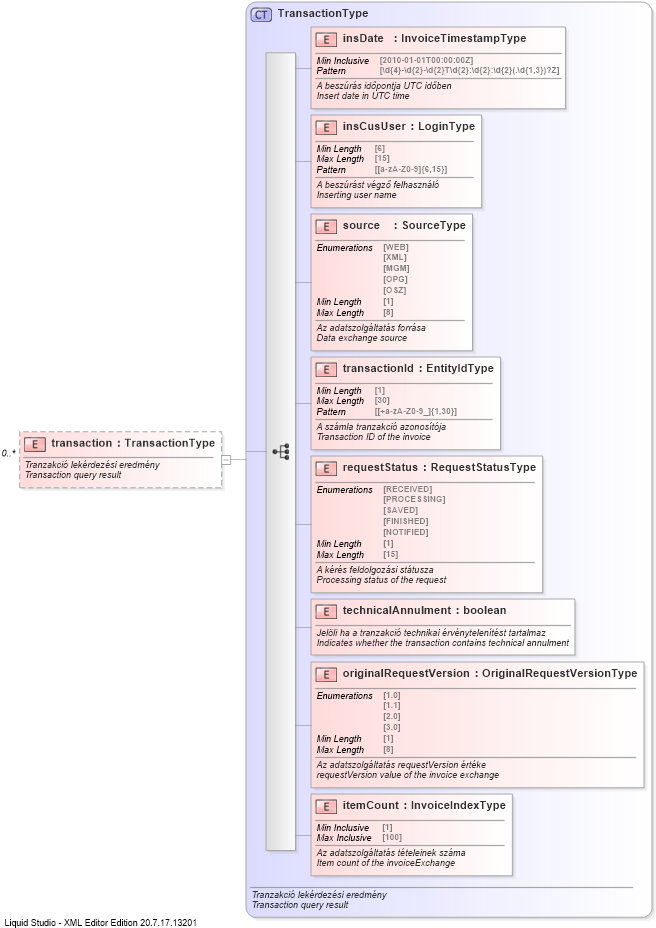 CT TransactionType
E insDate : InvoiceTimestampType
Min Inclusive [2010-01-01T00:00:00Z]
Pattern [\d{4}-\d{2}-\d{2}T\d{2}:\d{2}:\d{2}(.\d{1,3})?Z]
A beszúrás időpontja UTC időben
Insert date in UTC time
E insCusUser : LoginType
Min Length [6]
Max Length [15]
Pattern [[a-zA-Z0-9]{6,15}]
A beszúrást végző felhasználó
Inserting user name
E source : SourceType
Enumerations [WEB]
[XML]
[MGM]
[OPG]
[OSZ]
Min Length [1]
Max Length [8]
Az adatszolgáltatás forrása
Data exchange source
E transactionId : EntityIdType
Min Length [1]
Max Length [30]
Pattern [[+a-zA-Z0-9_]{1,30}]
A számla tranzakció azonosítója
Transaction ID of the invoice
0..*
E transaction : TransactionType
Tranzakció lekérdezési eredmény
Transaction query result
E requestStatus : RequestStatusType
Enumerations [RECEIVED]
[PROCESSING]
[SAVED]
[FINISHED]
[NOTIFIED]
Min Length [1]
Max Length [15]
A kérés feldolgozási státusza
Processing status of the request
E technicalAnnulment : boolean
Jelöli ha a tranzakció technikai érvénytelenítést tartalmaz
Indicates whether the transaction contains technical annulment
E originalRequestVersion : OriginalRequestVersionType
Enumerations [1.0]
[1.1]
[2.0]
[3.0]
Min Length [1]
Max Length [8]
Az adatszolgáltatás requestVersion értéke
requestVersion value of the invoice exchange
E itemCount : InvoiceIndexType
Min Inclusive [1]
Max Inclusive [100]
Az adatszolgáltatás tételeinek száma
Item count of the invoiceExchange
Tranzakció lekérdezési eredmény
Transaction query result
Liquid Studio - XML Editor Edition 20.7.17.13201